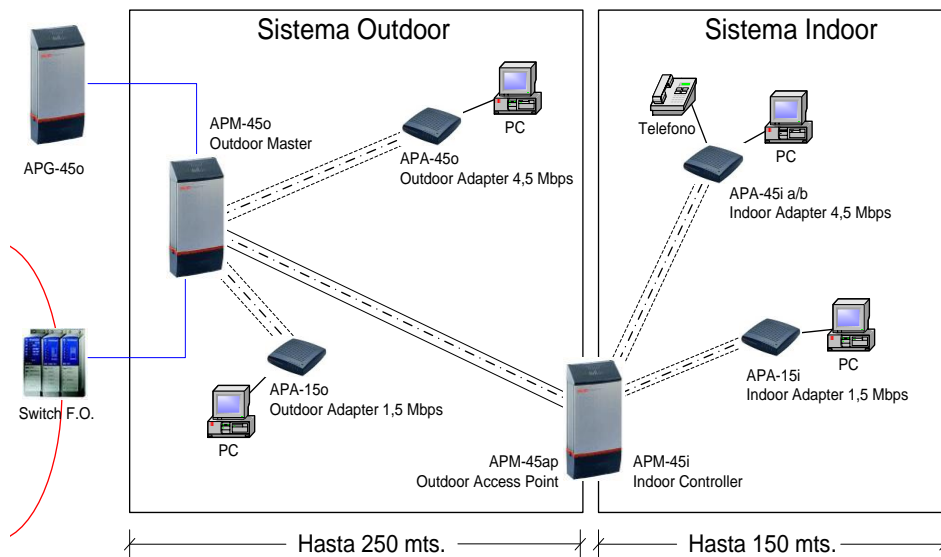 Sistema Outdoor
Sistema Indoor
APG-45o
APM-45o
Outdoor Master
PC
APA-45o
Outdoor Adapter 4,5 Mbps
Telefono
PC
APA-45i a/b
Indoor Adapter 4,5 Mbps
Switch F.O.
APA-15o
Outdoor Adapter 1,5 Mbps
PC
PC
APA-15i
Indoor Adapter 1,5 Mbps
APM-45ap
Outdoor Access Point
APM-45i
Indoor Controller
Hasta 250 mts.
Hasta 150 mts.